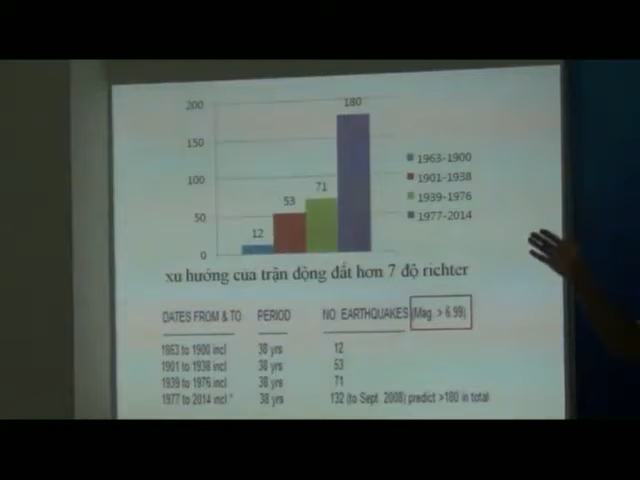 200
180
150
100
71
53
50
12
0
1963-1900
1901-1938
1939-1976
1977-2014
xu hướng của trận động đất hơn 7 độ richter
DATES FROM & TO PERIOD NO EARTHQUAKES (Mag. > 6.99)
1863 to 1900 incl 38 yrs 12
1901 to 1938 incl 38 yrs 53
1939 to 1976 incl 38 yrs 71
1977 to 2014 incl * 38 yrs 132 (to Sept. 2008) predict >180 in total